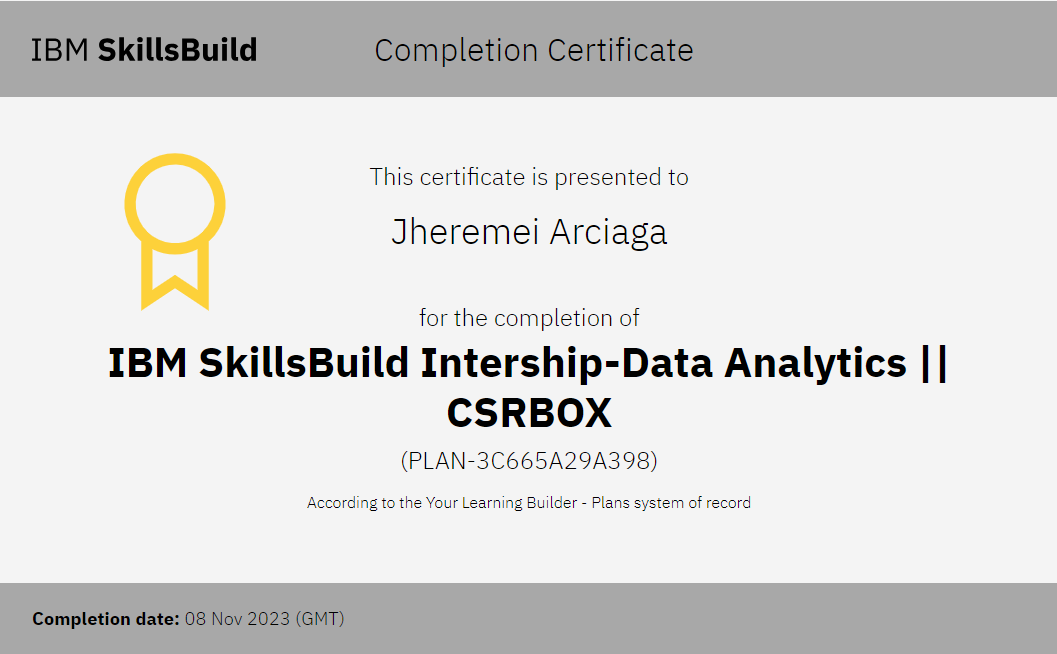 IBM SkillsBuild
Completion Certificate
This certificate is presented to
Jheremei Arciaga
for the completion of
IBM SkillsBuild Intership-Data Analytics ||
CSRBOX
(PLAN-3C665A29A398)
According to the Your Learning Builder - Plans system of record
Completion date: 08 Nov 2023 (GMT)